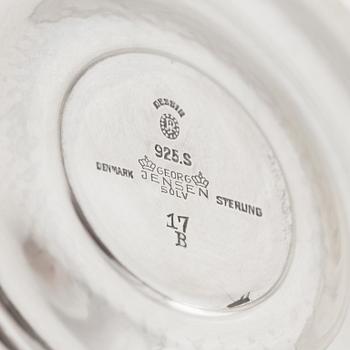 DESSIN
925.S
GEORG
DENMARK JENSEN STERLING
SØLV
17
B